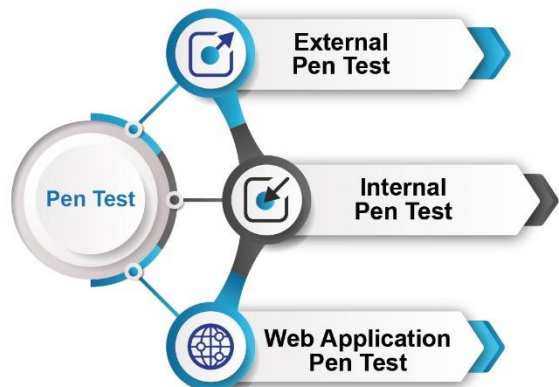 External
Pen Test
Pen Test
Internal
Pen Test
Web Application
Pen Test